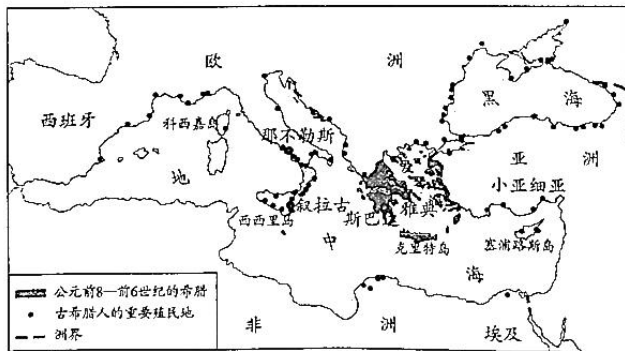 欧 洲
黑 海
西班牙
科西嘉岛
那不勒斯
地
亚 洲
小亚细亚
叙拉古
西西里岛
斯巴达
雅典
中
克里特岛
塞浦路斯岛
海
公元前8—前6世纪的希腊
古希腊人的重要殖民地
洲界
非 洲
埃及